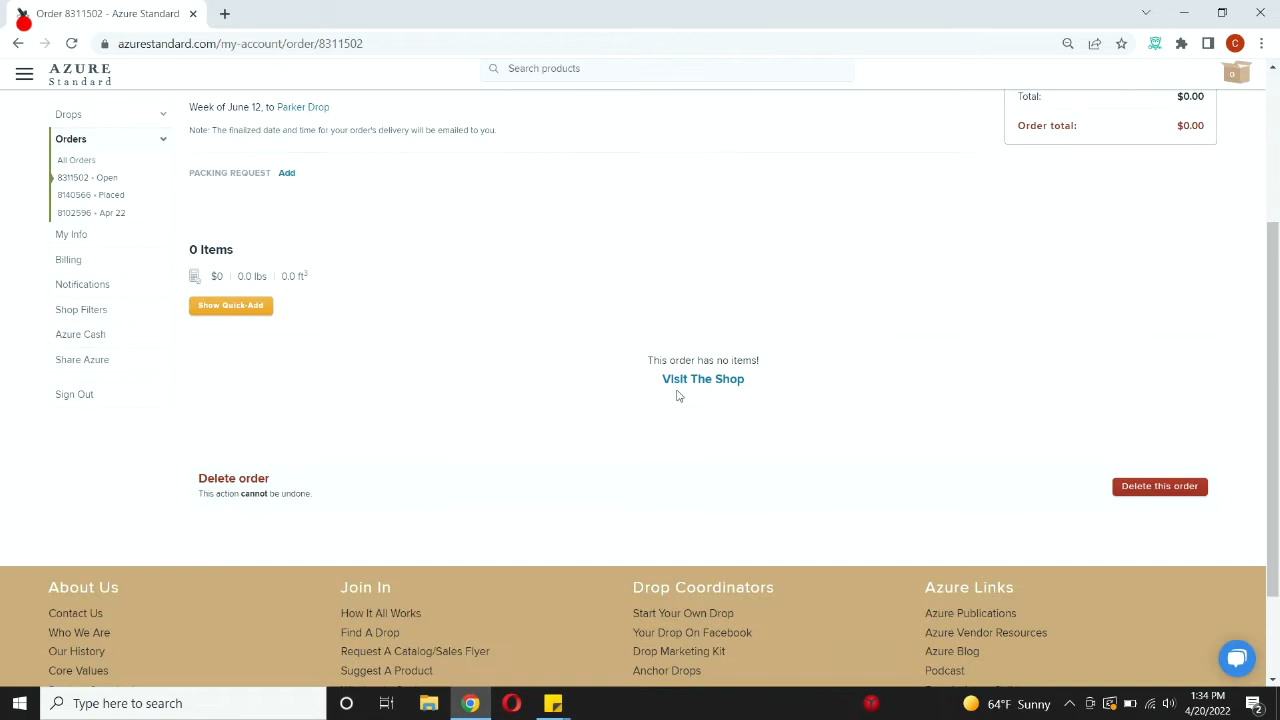 Order 8311502 - Azure Standard
azurestandard.com/my-account/order/8311502
C
AZURE
Standard
Search products
0
Drops
Orders
All Orders
8311502 • Open
8140566 • Placed
8102596 • Apr 22
My Info
Billing
Notifications
Shop Filters
Azure Cash
Share Azure
Sign Out
Week of June 12, to Parker Drop
Note: The finalized date and time for your order's delivery will be emailed to you.
PACKING REQUEST Add
Total: $0.00
Order total: $0.00
0 Items
$0 | 0.0 lbs | 0.0 ft³
Show Quick-Add
This order has no items!
Visit The Shop
Delete order
This action cannot be undone.
Delete this order
About Us
Contact Us
Who We Are
Our History
Core Values
Join In
How It All Works
Find A Drop
Request A Catalog/Sales Flyer
Suggest A Product
Drop Coordinators
Start Your Own Drop
Your Drop On Facebook
Drop Marketing Kit
Anchor Drops
Azure Links
Azure Publications
Azure Vendor Resources
Azure Blog
Podcast
Type here to search
64°F Sunny
1:34 PM
4/20/2022
2